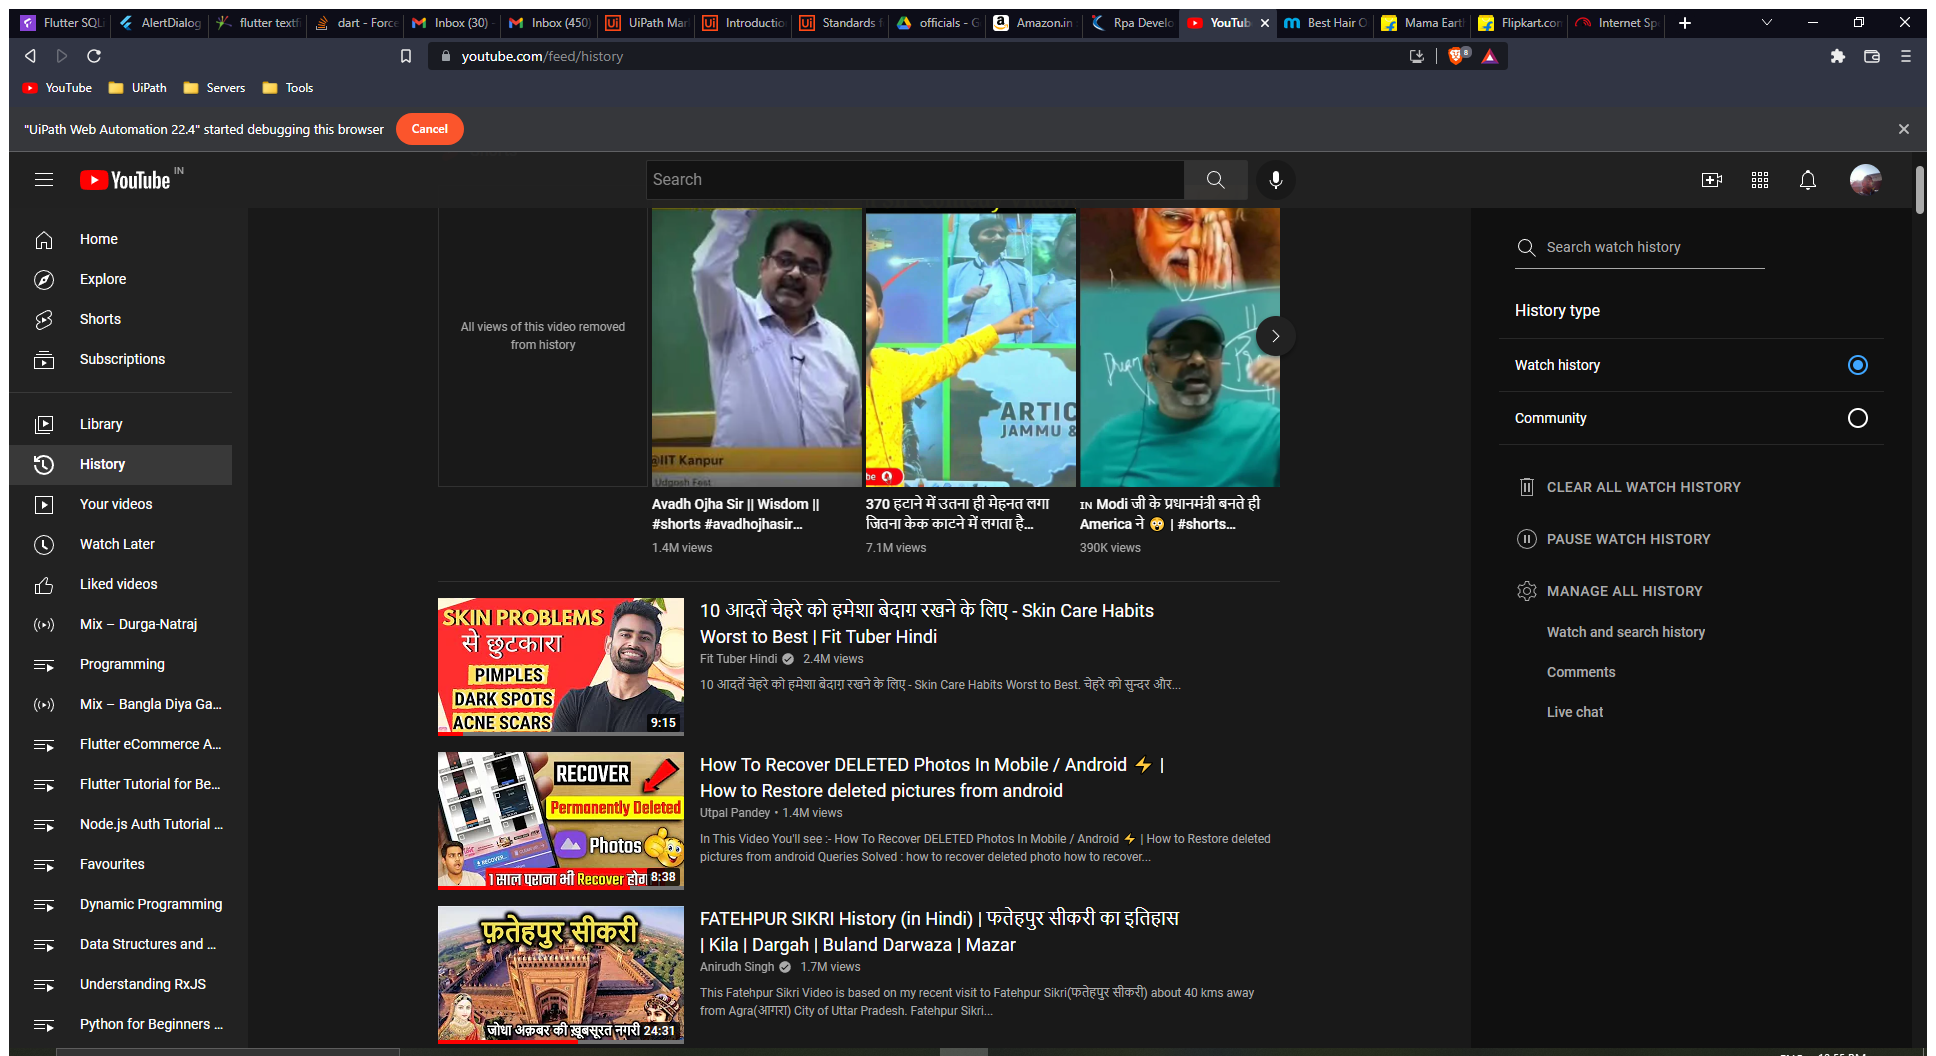 Flutter SQL
AlertDialog
flutter textf
dart - Force
Inbox (30) -
Inbox (450)
UiPath Mar
Introductio
Standards f
officials - G
Amazon.in
Rpa Develo
YouTub
Best Hair O
Mama Eart
Flipkart.com
Internet Sp
youtube.com/feed/history
8
YouTube
UiPath
Servers
Tools
"UiPath Web Automation 22.4" started debugging this browser
Cancel
YouTube IN
Search
Home
Explore
Shorts
Subscriptions
Library
History
Your videos
Watch Later
Liked videos
Mix – Durga-Natraj
Programming
Mix – Bangla Diya Ga...
Flutter eCommerce A...
Flutter Tutorial for Be...
Node.js Auth Tutorial ...
Favourites
Dynamic Programming
Data Structures and ...
Understanding RxJS
Python for Beginners ...
All views of this video removed
from history
@IIT Kanpur
Udgosh Fest
Avadh Ojha Sir || Wisdom ||
#shorts #avadhojhasir...
1.4M views
ARTIC
JAMMU &
be
370 हटाने में उतना ही मेहनत लगा
जितना केक काटने में लगता है...
7.1M views
IN Modi जी के प्रधानमंत्री बनते ही
America ने 😲 | #shorts...
390K views
SKIN PROBLEMS
से छुटकारा
PIMPLES
DARK SPOTS
ACNE SCARS
9:15
10 आदतें चेहरे को हमेशा बेदाग़ रखने के लिए - Skin Care Habits
Worst to Best | Fit Tuber Hindi
Fit Tuber Hindi 2.4M views
10 आदतें चेहरे को हमेशा बेदाग़ रखने के लिए - Skin Care Habits Worst to Best. चेहरे को सुन्दर और...
RECOVER
Permanently Deleted
Photos
RECOVER
1 साल पुराना भी Recover होग
8:38
How To Recover DELETED Photos In Mobile / Android ⚡ |
How to Restore deleted pictures from android
Utpal Pandey • 1.4M views
In This Video You'll see :- How To Recover DELETED Photos In Mobile / Android ⚡ | How to Restore deleted
pictures from android Queries Solved : how to recover deleted photo how to recover...
फ़तेहपुर सीकरी
जोधा अक़बर की ख़ूबसूरत नगरी
24:31
FATEHPUR SIKRI History (in Hindi) | फतेहपुर सीकरी का इतिहास
| Kila | Dargah | Buland Darwaza | Mazar
Anirudh Singh 1.7M views
This Fatehpur Sikri Video is based on my recent visit to Fatehpur Sikri(फतेहपुर सीकरी) about 40 kms away
from Agra(आगरा) City of Uttar Pradesh. Fatehpur Sikri...
Search watch history
History type
Watch history
Community
CLEAR ALL WATCH HISTORY
PAUSE WATCH HISTORY
MANAGE ALL HISTORY
Watch and search history
Comments
Live chat